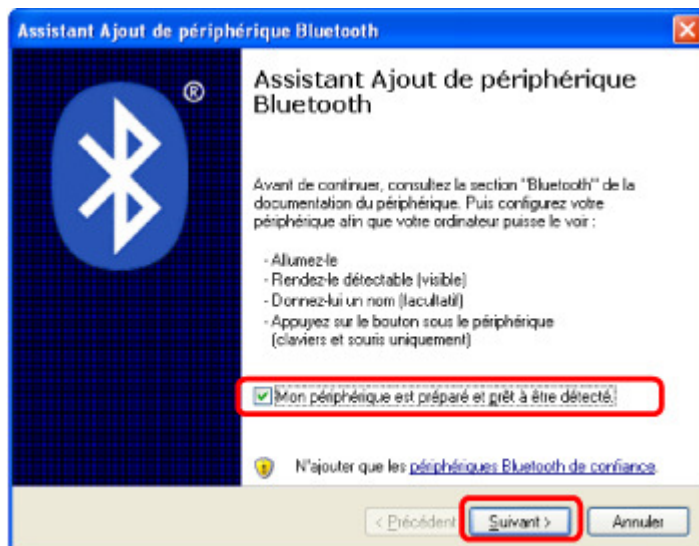 Assistant Ajout de périphérique Bluetooth
®
Assistant Ajout de périphérique
Bluetooth
Avant de continuer, consultez la section "Bluetooth" de la
documentation du périphérique. Puis configurez votre
périphérique afin que votre ordinateur puisse le voir :
- Allumez-le
- Rendez-le détectable (visible)
- Donnez-lui un nom (facultatif)
- Appuyez sur le bouton sous le périphérique
(claviers et souris uniquement)
Mon périphérique est préparé et prêt à être détecté.
N'ajouter que les périphériques Bluetooth de confiance.
< Précédent
Suivant >
Annuler